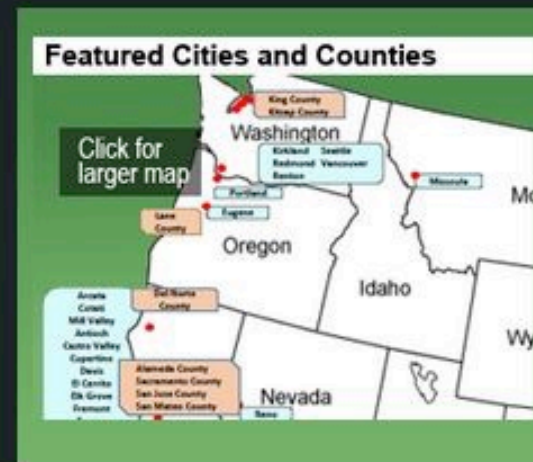 Featured Cities and Counties
King County
Kitsap County
Washington
Click for
larger map
Kirkland Seattle
Redmond Vancouver
Renton
Missoula
Portland
Eugene
Lane
County
Oregon
Idaho
Del Norte
County
Arcata
Cotati
Mill Valley
Antioch
Castro Valley
Cupertino
Davis
El Cerrito
Elk Grove
Fremont
Alameda County
Sacramento County
San Jose County
San Mateo County
Nevada
Reno